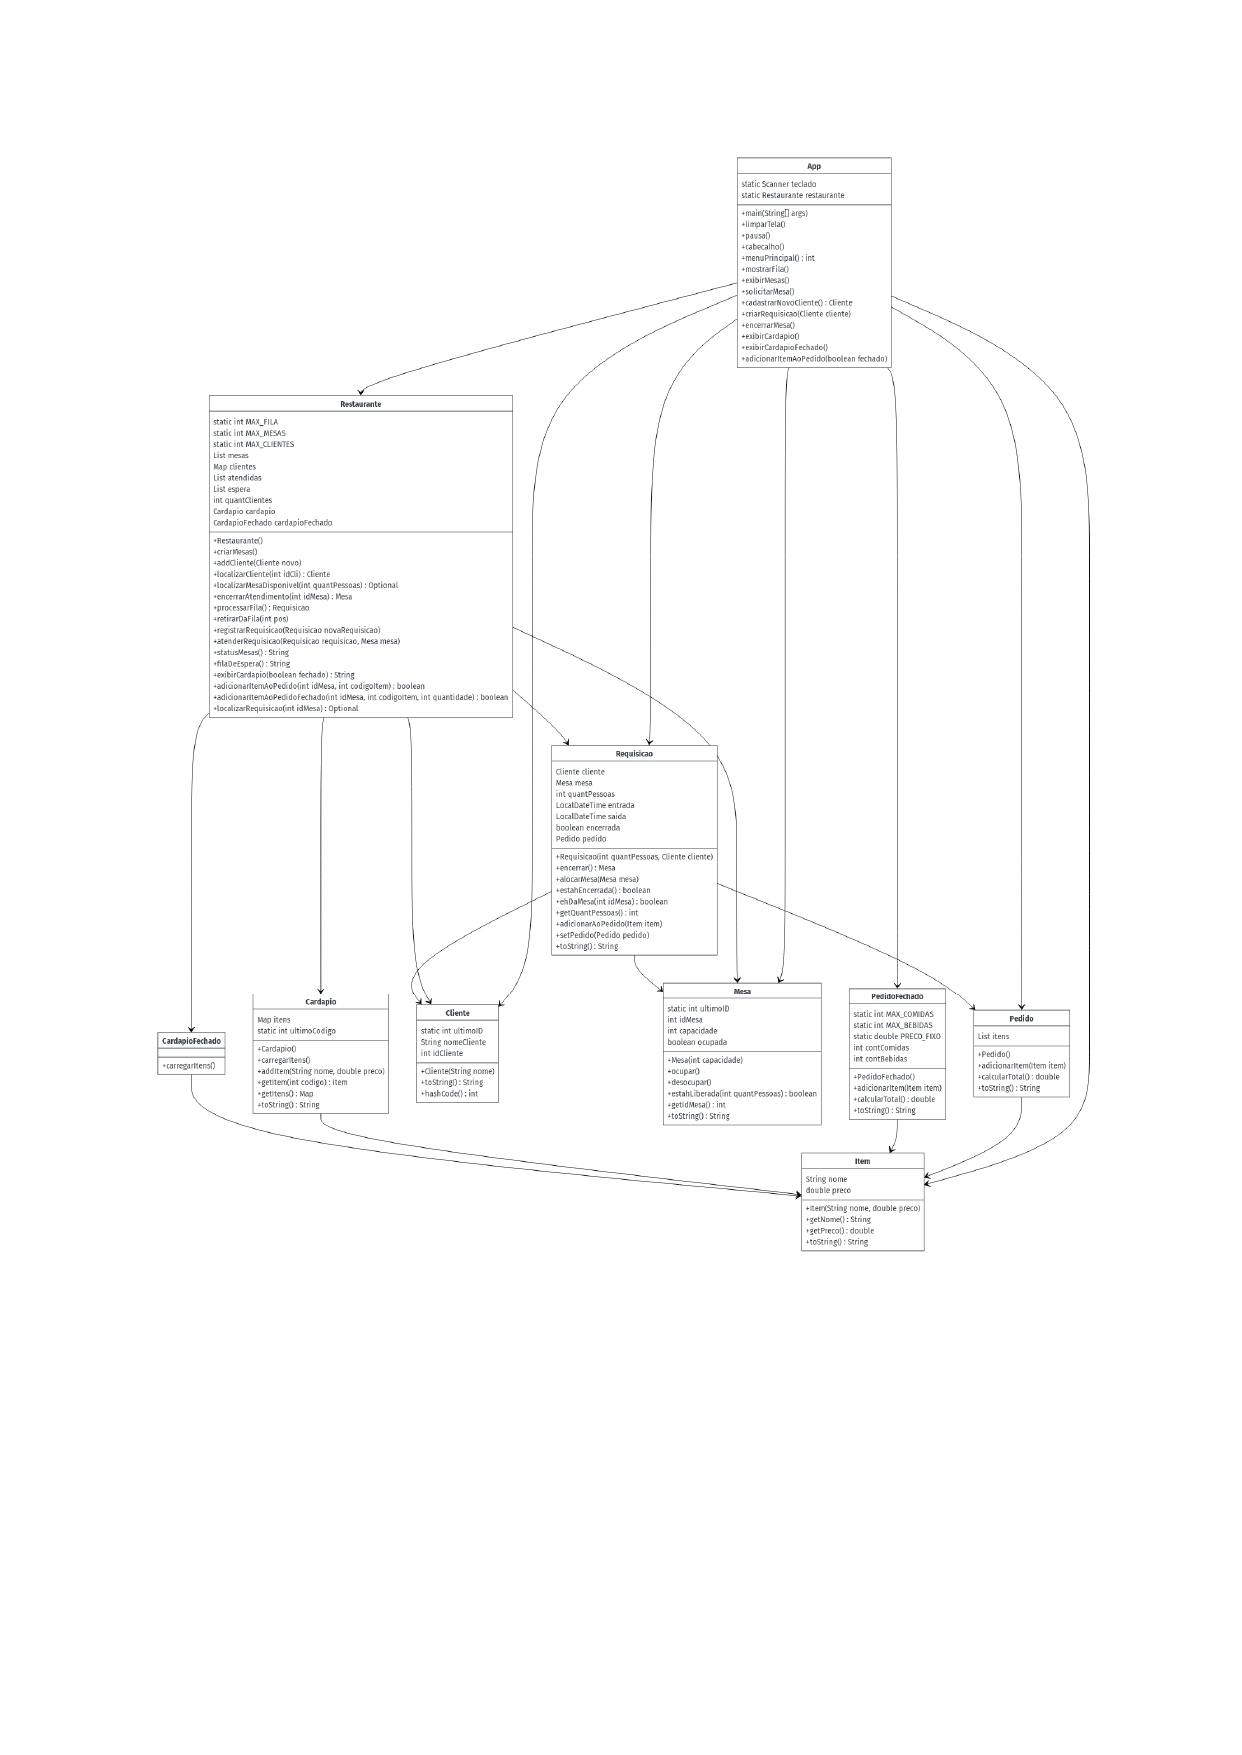 App
static Scanner teclado
static Restaurante restaurante
+main(String[] args)
+limparTela()
+pausa()
+cabecalho()
+menuPrincipal() : int
+mostrarFila()
+exibirMesas()
+solicitarMesa()
+cadastrarNovoCliente() : Cliente
+criarRequisicao(Cliente cliente)
+encerrarMesa()
+exibirCardapio()
+exibirCardapioFechado()
+adicionarItemAoPedido(boolean fechado)
Restaurante
static int MAX_FILA
static int MAX_MESAS
static int MAX_CLIENTES
List mesas
Map clientes
List atendidas
List espera
int quantClientes
Cardapio cardapio
CardapioFechado cardapioFechado
+Restaurante()
+criarMesas()
+addCliente(Cliente novo)
+localizarCliente(int idCli) : Cliente
+localizarMesaDisponivel(int quantPessoas) : Optional
+encerrarAtendimento(int idMesa) : Mesa
+processarFila() : Requisicao
+retirarDaFila(int pos)
+registrarRequisicao(Requisicao novaRequisicao)
+atenderRequisicao(Requisicao requisicao, Mesa mesa)
+statusMesas() : String
+filaDeEspera() : String
+exibirCardapio(boolean fechado) : String
+adicionarItemAoPedido(int idMesa, int codigoItem) : boolean
+adicionarItemAoPedidoFechado(int idMesa, int codigoItem, int quantidade) : boolean
+localizarRequisicao(int idMesa) : Optional
Requisicao
Cliente cliente
Mesa mesa
int quantPessoas
LocalDateTime entrada
LocalDateTime saida
boolean encerrada
Pedido pedido
+Requisicao(int quantPessoas, Cliente cliente)
+encerrar() : Mesa
+alocarMesa(Mesa mesa)
+estahEncerrada() : boolean
+ehDaMesa(int idMesa) : boolean
+getQuantPessoas() : int
+adicionarAoPedido(Item item)
+setPedido(Pedido pedido)
+toString() : String
CardapioFechado
+carregarItens()
Cardapio
Map itens
static int ultimoCodigo
+Cardapio()
+carregarItens()
+addItem(String nome, double preco)
+getItem(int codigo) : Item
+getItens() : Map
+toString() : String
Cliente
static int ultimoID
String nomeCliente
int idCliente
+Cliente(String nome)
+toString() : String
+hashCode() : int
Mesa
static int ultimoID
int idMesa
int capacidade
boolean ocupada
+Mesa(int capacidade)
+ocupar()
+desocupar()
+estahLiberada(int quantPessoas) : boolean
+getIdMesa() : int
+toString() : String
PedidoFechado
static int MAX_COMIDAS
static int MAX_BEBIDAS
static double PRECO_FIXO
int contComidas
int contBebidas
+PedidoFechado()
+adicionarItem(Item item)
+calcularTotal() : double
+toString() : String
Pedido
List itens
+Pedido()
+adicionarItem(Item item)
+calcularTotal() : double
+toString() : String
Item
String nome
double preco
+Item(String nome, double preco)
+getNome() : String
+getPreco() : double
+toString() : String